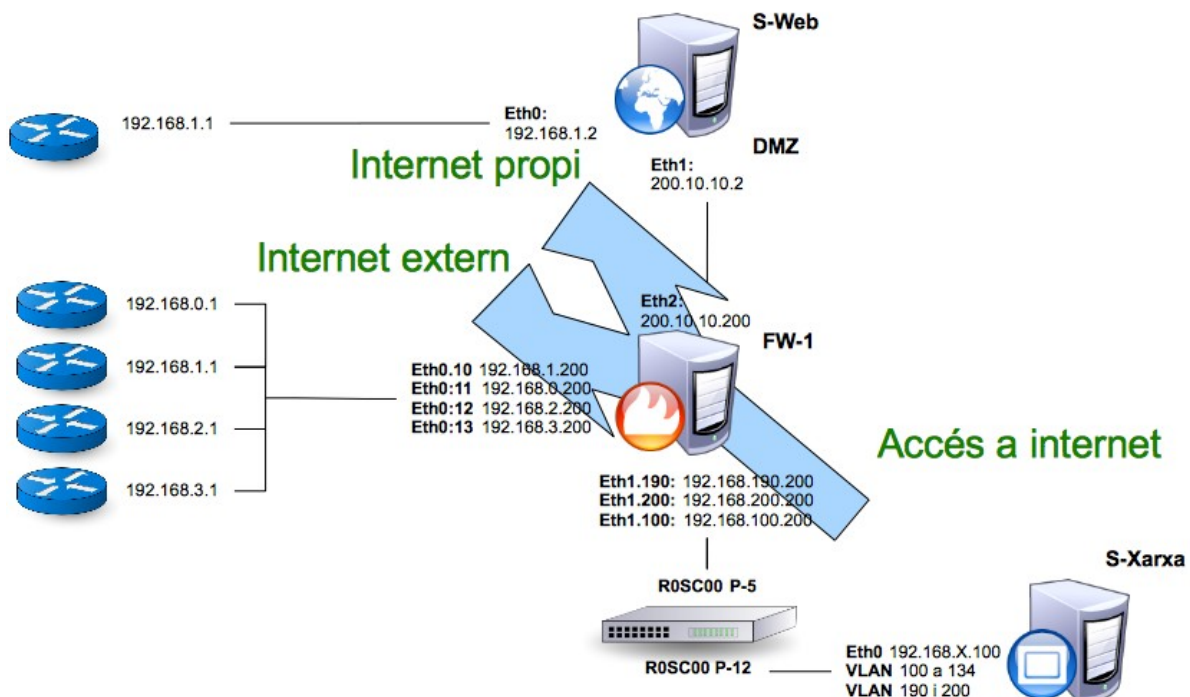 S-Web
192.168.1.1
Eth0:
192.168.1.2
DMZ
Internet propi
Eth1:
200.10.10.2
Internet extern
192.168.0.1
192.168.1.1
192.168.2.1
192.168.3.1
Eth2:
200.10.10.200
FW-1
Eth0.10 192.168.1.200
Eth0:11 192.168.0.200
Eth0:12 192.168.2.200
Eth0:13 192.168.3.200
Accés a internet
Eth1.190: 192.168.190.200
Eth1.200: 192.168.200.200
Eth1.100: 192.168.100.200
R0SC00 P-5
S-Xarxa
R0SC00 P-12
Eth0 192.168.X.100
VLAN 100 a 134
VLAN 190 i 200